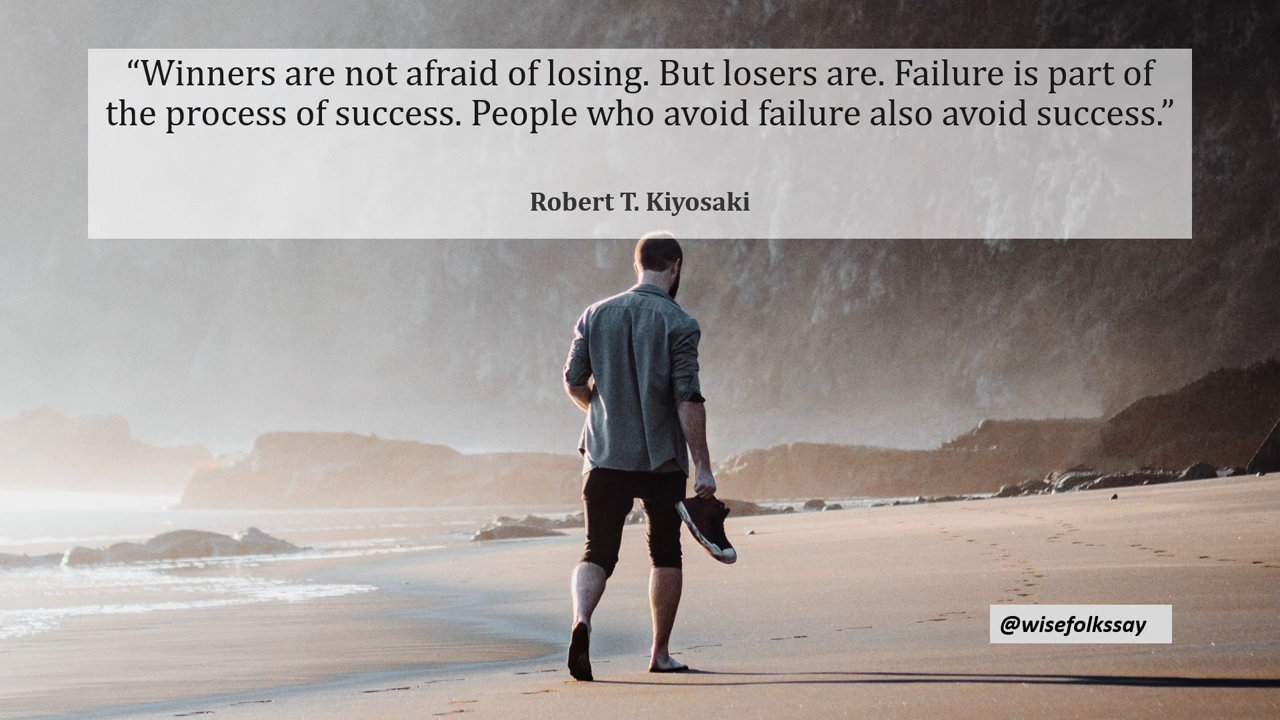 “Winners are not afraid of losing. But losers are. Failure is part of
the process of success. People who avoid failure also avoid success.”
Robert T. Kiyosaki
@wisefolkssay